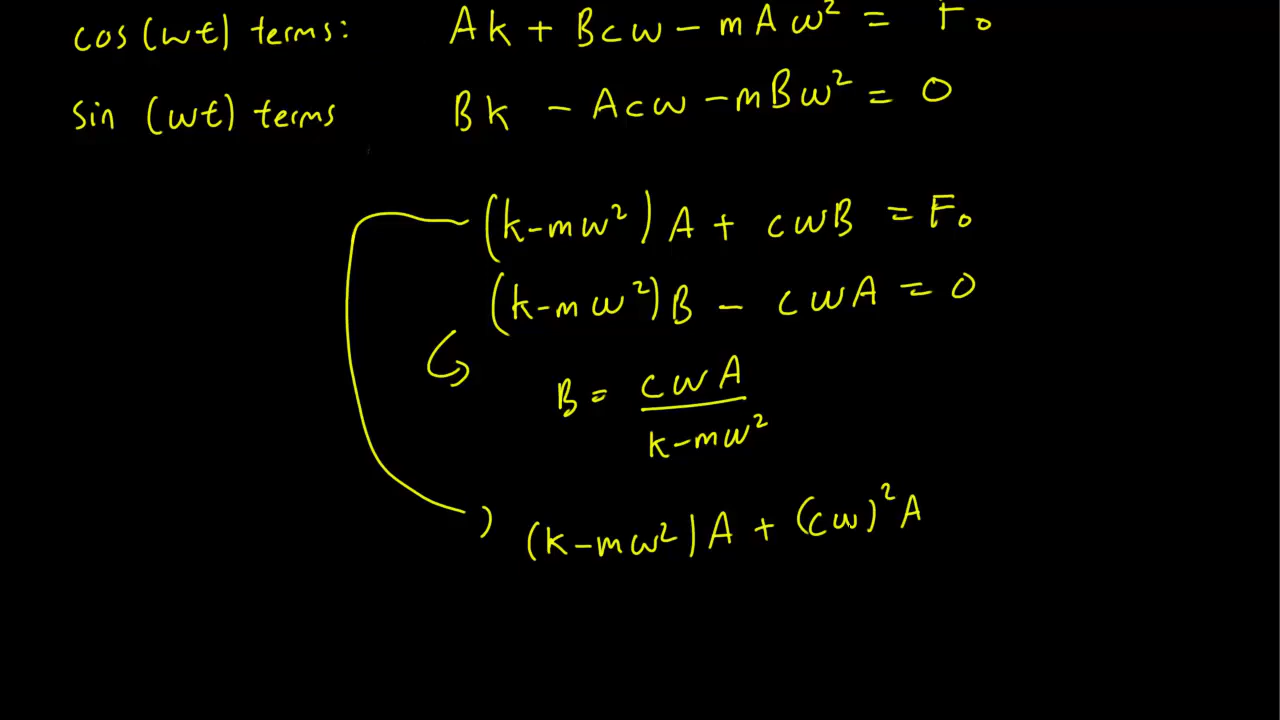 cos (wt) terms: Ak + Bcw - mAw² = F₀
sin (wt) terms Bk - Acw - mBw² = 0
(k-mw²) A + cwB = F₀
(k-mw²)B - cwA = 0
B = cwA / k-mw²
(k-mw²)A + (cw)²A